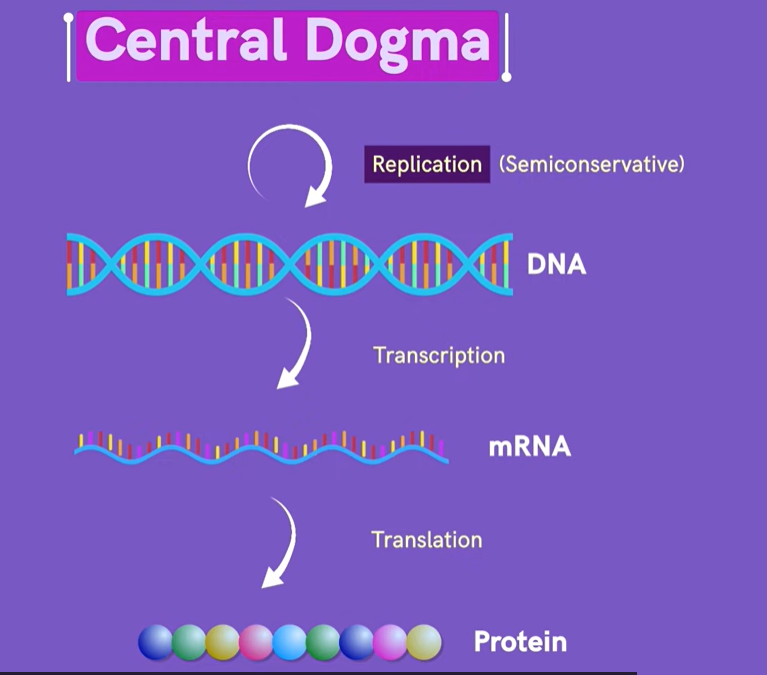 Central Dogma
Replication (Semiconservative)
DNA
Transcription
mRNA
Translation
Protein